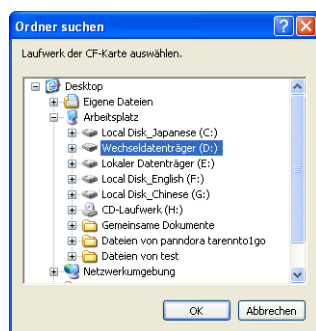 Ordner suchen
Laufwerk der CF-Karte auswählen.
Desktop
Eigene Dateien
Arbeitsplatz
Local Disk_Japanese (C:)
Wechseldatenträger (D:)
Lokaler Datenträger (E:)
Local Disk_English (F:)
Local Disk_Chinese (G:)
CD-Laufwerk (H:)
Gemeinsame Dokumente
Dateien von panndora tarennto1go
Dateien von test
Netzwerkumgebung
OK Abbrechen